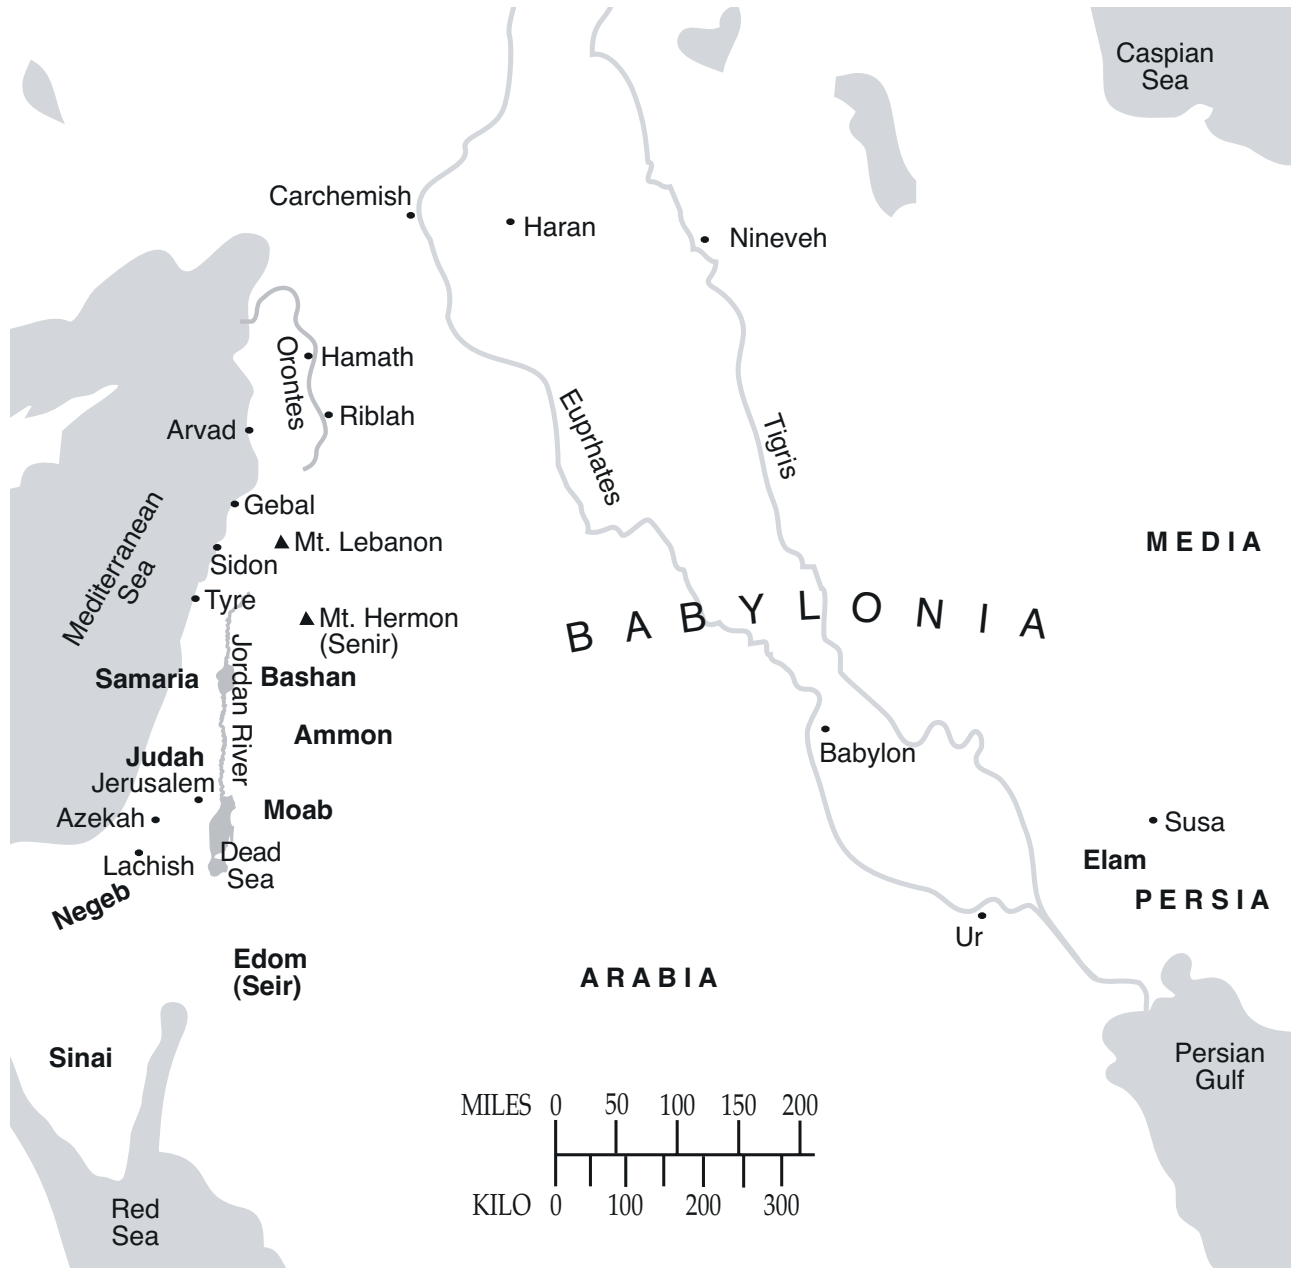 Caspian
Sea
Carchemish
Haran
Nineveh
Orontes
Hamath
Riblah
Arvad
Euprhates
Tigris
Gebal
Mediterranean
Sea
Mt. Lebanon
MEDIA
Sidon
Tyre
BABYLONIA
Mt. Hermon
(Senir)
Jordan River
Samaria
Bashan
Ammon
Judah
Jerusalem
Babylon
Azekah
Moab
Susa
Lachish
Dead
Sea
Elam
Negeb
PERSIA
Ur
Edom
(Seir)
ARABIA
Sinai
Persian
Gulf
MILES 0 50 100 150 200
KILO 0 100 200 300
Red
Sea